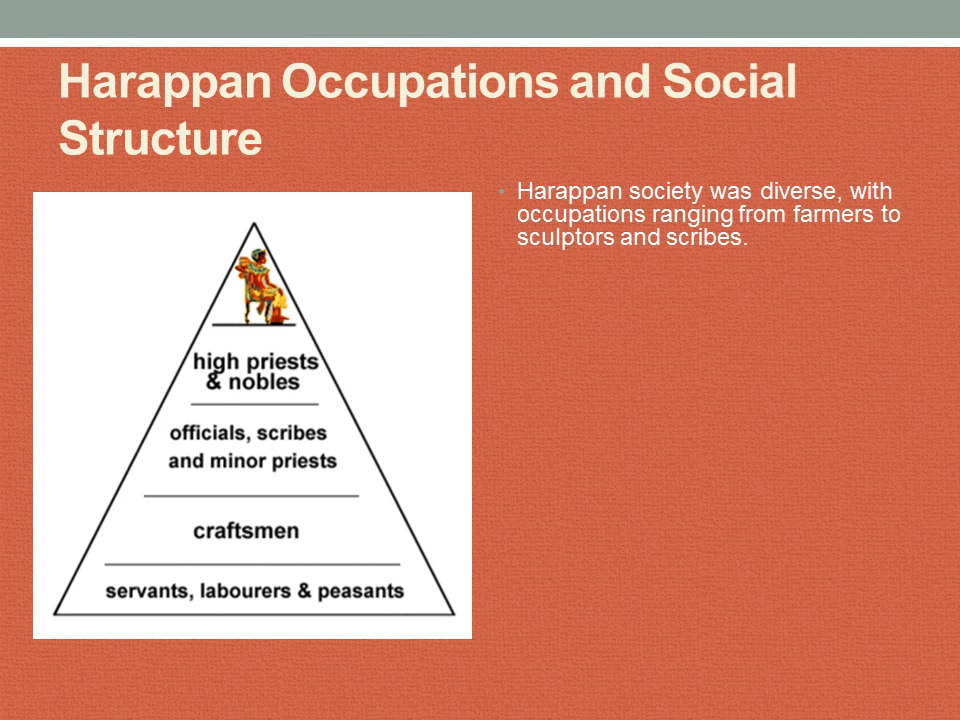 Harappan Occupations and Social
Structure
• Harappan society was diverse, with
occupations ranging from farmers to
sculptors and scribes.
high priests
& nobles
officials, scribes
and minor priests
craftsmen
servants, labourers & peasants